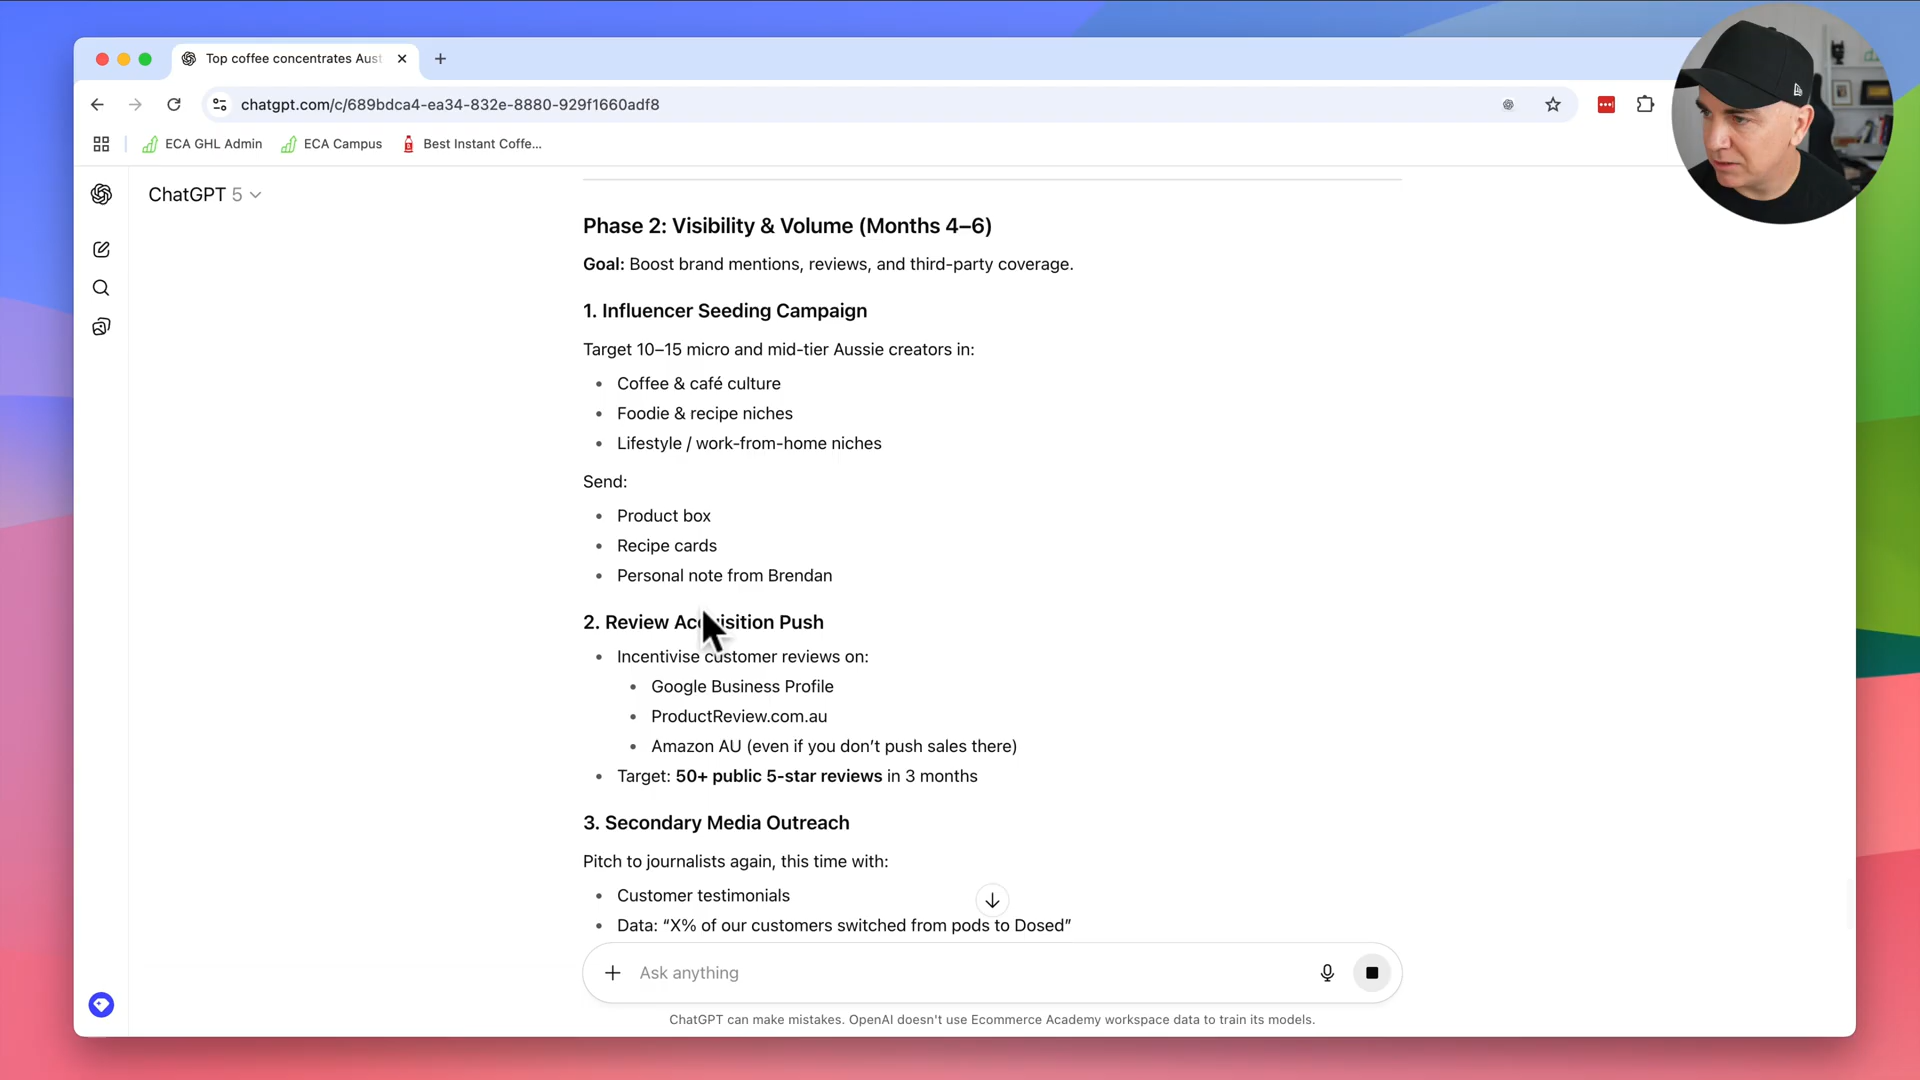 Top coffee concentrates Aust
chatgpt.com/c/689bdca4-ea34-832e-8880-929f1660adf8
ECA GHL Admin
ECA Campus
Best Instant Coffe...
ChatGPT 5
Phase 2: Visibility & Volume (Months 4–6)
Goal: Boost brand mentions, reviews, and third-party coverage.
1. Influencer Seeding Campaign
Target 10–15 micro and mid-tier Aussie creators in:
• Coffee & café culture
• Foodie & recipe niches
• Lifestyle / work-from-home niches
Send:
• Product box
• Recipe cards
• Personal note from Brendan
2. Review Acquisition Push
• Incentivise customer reviews on:
• Google Business Profile
• ProductReview.com.au
• Amazon AU (even if you don’t push sales there)
• Target: 50+ public 5-star reviews in 3 months
3. Secondary Media Outreach
Pitch to journalists again, this time with:
• Customer testimonials
• Data: “X% of our customers switched from pods to Dosed”
Ask anything
ChatGPT can make mistakes. OpenAI doesn't use Ecommerce Academy workspace data to train its models.